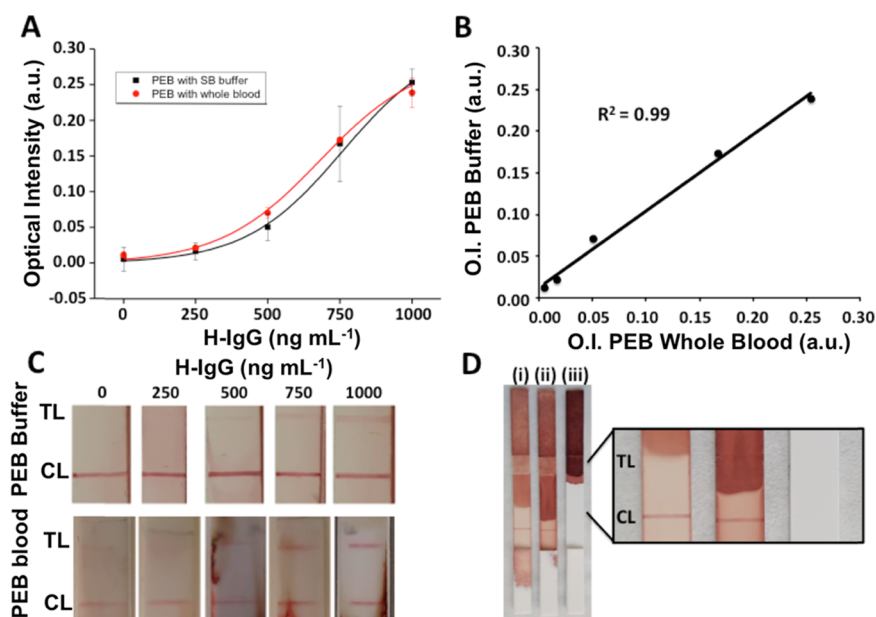 A
0.30
0.25
0.20
0.15
0.10
0.05
0.00
-0.05
Optical Intensity (a.u.)
PEB with SB buffer
PEB with whole blood
0 250 500 750 1000
H-IgG (ng mL⁻¹)
B
0.30
0.25
0.20
0.15
0.10
0.05
0.00
O.I. PEB Buffer (a.u.)
R² = 0.99
0.00 0.05 0.10 0.15 0.20 0.25 0.30
O.I. PEB Whole Blood (a.u.)
C
H-IgG (ng mL⁻¹)
0 250 500 750 1000
PEB Buffer
TL
CL
PEB blood
TL
CL
D
(i) (ii) (iii)
TL
CL